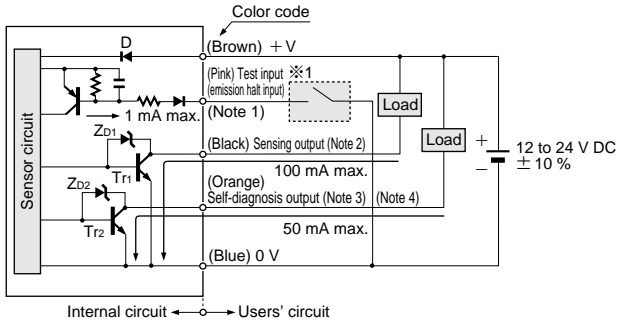 Color code
D
(Brown) +V
(Pink) Test input ※1
(emission halt input)
(Note 1)
1 mA max.
Load
Load
Sensor circuit
ZD1
(Black) Sensing output (Note 2)
100 mA max.
Tr1
+
12 to 24 V DC
± 10 %
−
(Orange)
Self-diagnosis output (Note 3) (Note 4)
ZD2
Tr2
50 mA max.
(Blue) 0 V
Internal circuit
Users' circuit